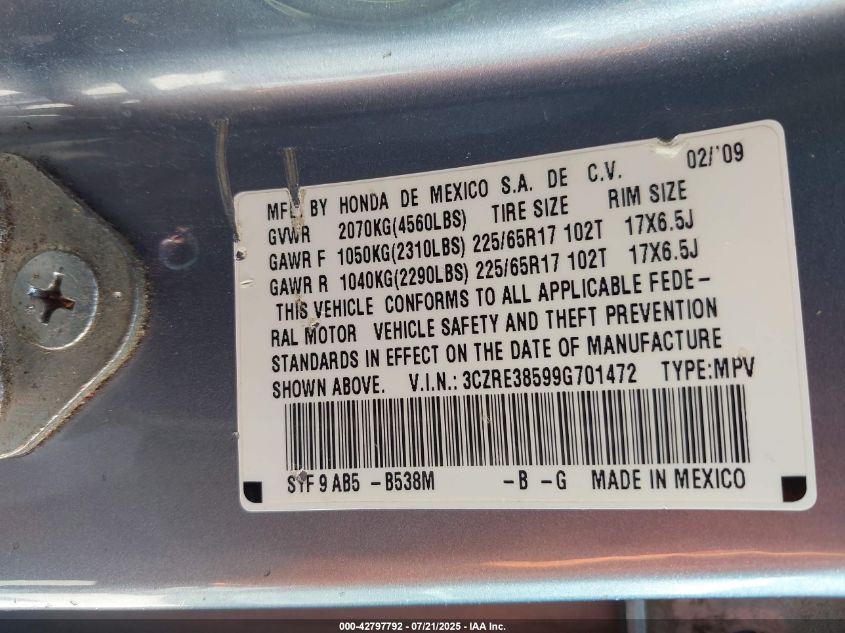 02/'09
MFD BY HONDA DE MEXICO S.A. DE C.V.
GVWR 2070KG(4560LBS) TIRE SIZE RIM SIZE
GAWR F 1050KG(2310LBS) 225/65R17 102T 17X6.5J
GAWR R 1040KG(2290LBS) 225/65R17 102T 17X6.5J
THIS VEHICLE CONFORMS TO ALL APPLICABLE FEDE-
RAL MOTOR VEHICLE SAFETY AND THEFT PREVENTION
STANDARDS IN EFFECT ON THE DATE OF MANUFACTURE
SHOWN ABOVE. V.I.N.: 3CZRE38599G701472 TYPE:MPV
9 AB5 -B538M -B -G MADE IN MEXICO
000-42797792 - 07/21/2025 - IAA Inc.